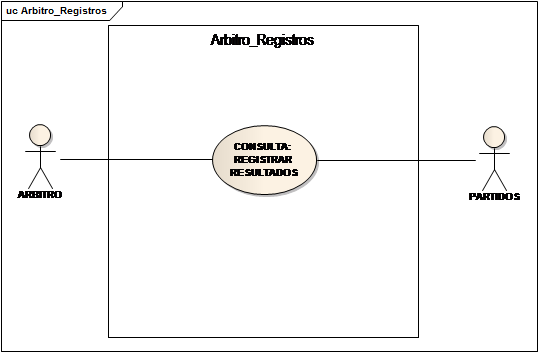 uc Arbitro_Registros
Arbitro_Registros
CONSULTA:
REGISTRAR
RESULTADOS
ARBITRO
PARTIDOS